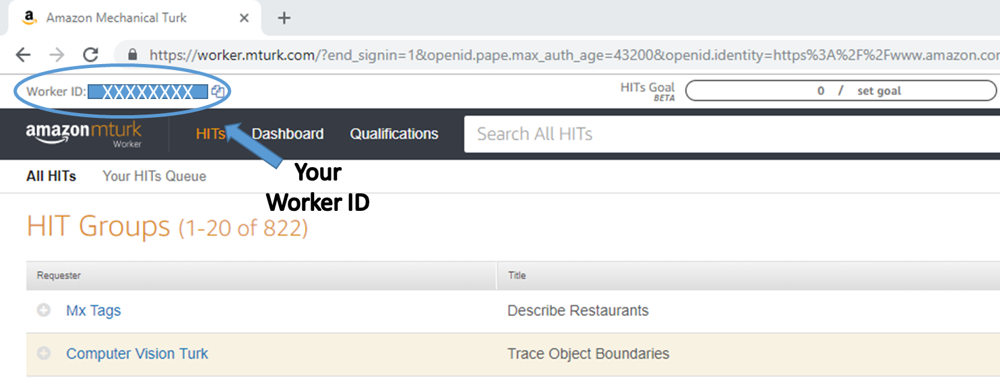 Amazon Mechanical Turk
https://worker.mturk.com/?end_signin=1&openid.pape.max_auth_age=43200&openid.identity=https%3A%2F%2Fwww.amazon.con
Worker ID: XXXXXXXX
HITs Goal
BETA
0 / set goal
amazonmturk
Worker
HITs Dashboard Qualifications Search All HITs
All HITs Your HITs Queue
Your
Worker ID
HIT Groups (1-20 of 822)
Requester Title
Mx Tags Describe Restaurants
Computer Vision Turk Trace Object Boundaries